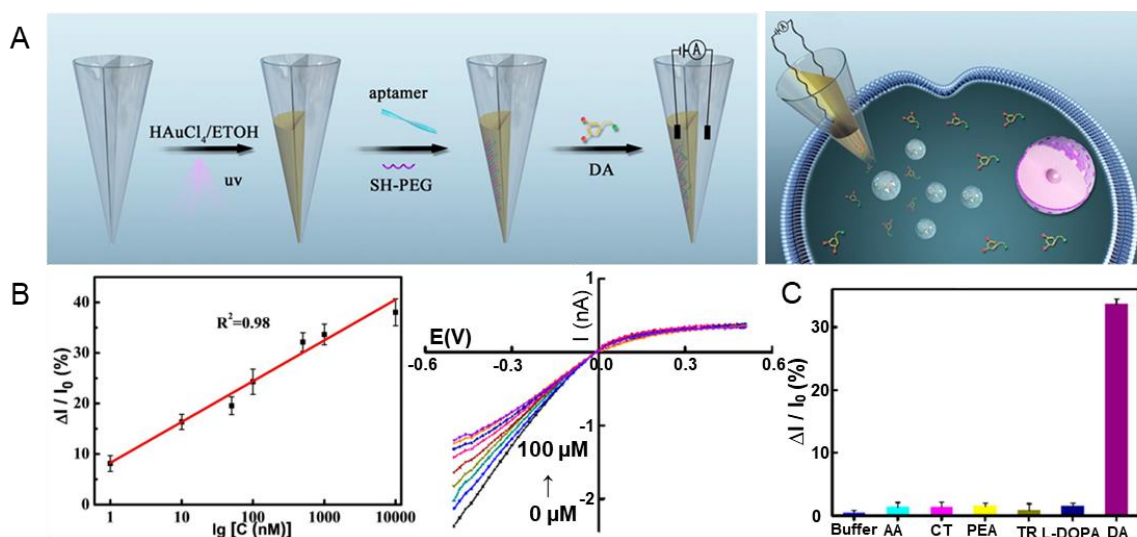 A
HAuCl₄/ETOH
uv
aptamer
SH-PEG
DA
A
B
ΔI / I₀ (%)
40
30
20
10
0
R²=0.98
1
10
100
1000
10000
lg [C (nM)]
E(V)
I (nA)
1
-0.6
-0.3
0.0
0.3
0.6
-1
-2
100 µM
↑
0 µM
C
ΔI / I₀ (%)
30
20
10
0
Buffer AA CT PEA TR L-DOPA DA